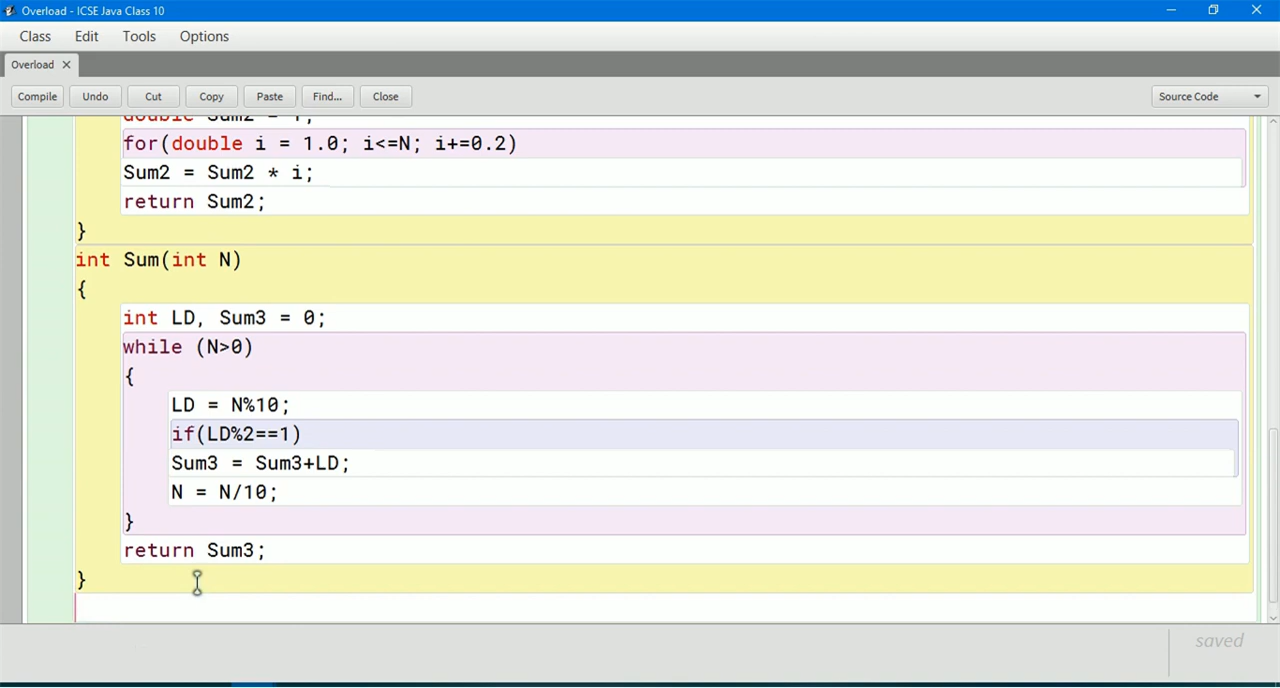 Overload - ICSE Java Class 10
Class Edit Tools Options
Overload
Compile Undo Cut Copy Paste Find... Close Source Code
for(double i = 1.0; i<=N; i+=0.2)
Sum2 = Sum2 * i;
return Sum2;
}
int Sum(int N)
{
int LD, Sum3 = 0;
while (N>0)
{
LD = N%10;
if(LD%2==1)
Sum3 = Sum3+LD;
N = N/10;
}
return Sum3;
}
saved